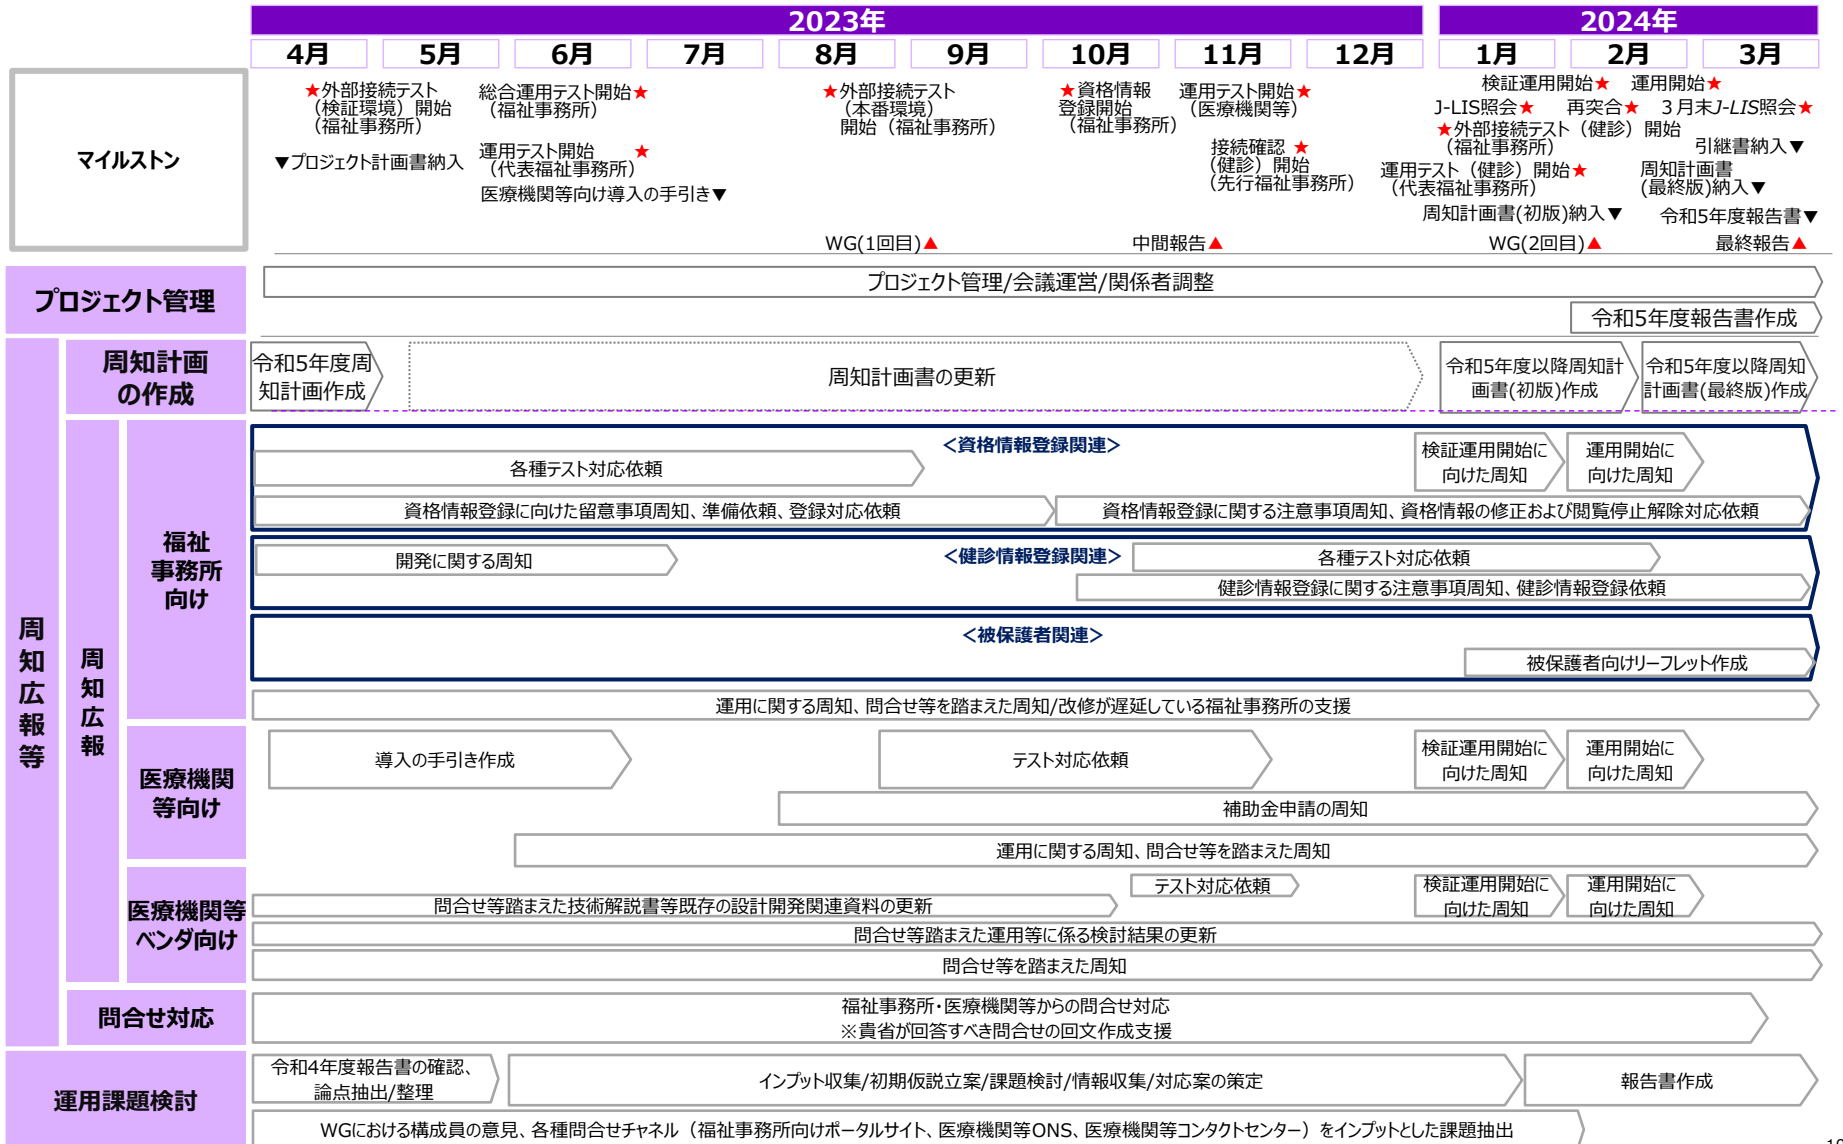 2023年
2024年
4月
5月
6月
7月
8月
9月
10月
11月
12月
1月
2月
3月
マイルストン
★外部接続テスト
（検証環境）開始
（福祉事務所）
▼プロジェクト計画書納入
総合運用テスト開始★
（福祉事務所）
運用テスト開始 ★
（代表福祉事務所）
医療機関等向け導入の手引き▼
★外部接続テスト
（本番環境）
開始（福祉事務所）
★資格情報
登録開始
（福祉事務所）
運用テスト開始★
（医療機関等）
接続確認 ★
（健診）開始
（先行福祉事務所）
検証運用開始★
運用開始★
J-LIS照会★
再突合★
３月末J-LIS照会★
★外部接続テスト（健診）開始
（福祉事務所）
引継書納入▼
運用テスト（健診）開始★
（代表福祉事務所）
周知計画書
(最終版)納入▼
周知計画書(初版)納入▼
令和5年度報告書▼
WG(1回目)▲
中間報告▲
WG(2回目)▲
最終報告▲
プロジェクト管理
プロジェクト管理/会議運営/関係者調整
令和5年度報告書作成
周知広報等
周知計画
の作成
令和5年度周
知計画作成
周知計画書の更新
令和5年度以降周知計
画書(初版)作成
令和5年度以降周知
計画書(最終版)作成
周知広報
福祉
事務所
向け
＜資格情報登録関連＞
各種テスト対応依頼
検証運用開始に
向けた周知
運用開始に
向けた周知
資格情報登録に向けた留意事項周知、準備依頼、登録対応依頼
資格情報登録に関する注意事項周知、資格情報の修正および閲覧停止解除対応依頼
＜健診情報登録関連＞
開発に関する周知
各種テスト対応依頼
健診情報登録に関する注意事項周知、健診情報登録依頼
＜被保護者関連＞
被保護者向けリーフレット作成
運用に関する周知、問合せ等を踏まえた周知/改修が遅延している福祉事務所の支援
医療機関
等向け
導入の手引き作成
テスト対応依頼
検証運用開始に
向けた周知
運用開始に
向けた周知
補助金申請の周知
運用に関する周知、問合せ等を踏まえた周知
医療機関等
ベンダ向け
テスト対応依頼
検証運用開始に
向けた周知
運用開始に
向けた周知
問合せ等踏まえた技術解説書等既存の設計開発関連資料の更新
問合せ等踏まえた運用等に係る検討結果の更新
問合せ等を踏まえた周知
問合せ対応
福祉事務所・医療機関等からの問合せ対応
※貴省が回答すべき問合せの回文作成支援
運用課題検討
令和4年度報告書の確認、
論点抽出/整理
インプット収集/初期仮説立案/課題検討/情報収集/対応案の策定
報告書作成
WGにおける構成員の意見、各種問合せチャネル（福祉事務所向けポータルサイト、医療機関等ONS、医療機関等コンタクトセンター）をインプットとした課題抽出